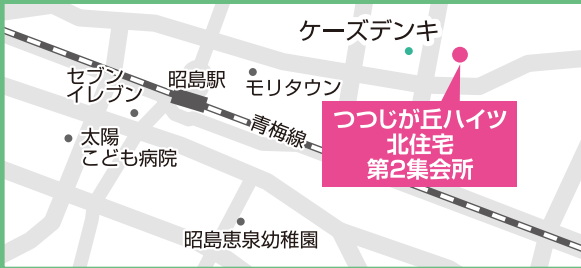 ケーズデンキ
セブン
イレブン
昭島駅
モリタウン
つつじが丘ハイツ
北住宅
第2集会所
青梅線
太陽
こども病院
昭島恵泉幼稚園